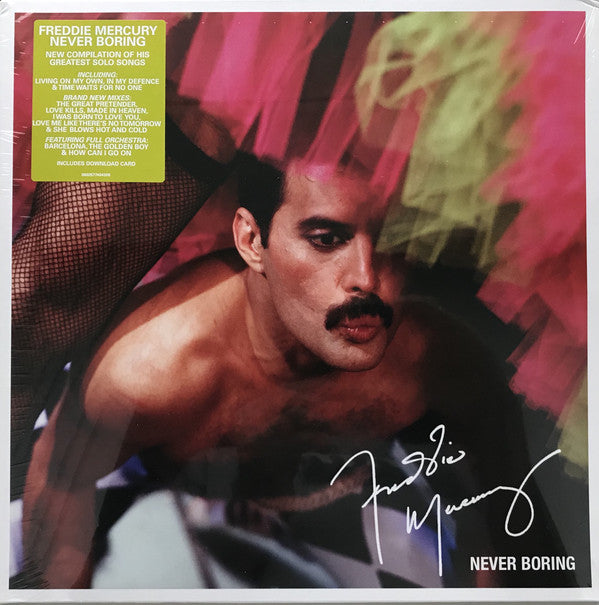 FREDDIE MERCURY
NEVER BORING
NEW COMPILATION OF HIS
GREATEST SOLO SONGS
INCLUDING:
LIVING ON MY OWN, IN MY DEFENCE
& TIME WAITS FOR NO ONE
BRAND NEW MIXES:
THE GREAT PRETENDER,
LOVE KILLS, MADE IN HEAVEN,
I WAS BORN TO LOVE YOU,
LOVE ME LIKE THERE'S NO TOMORROW
& SHE BLOWS HOT AND COLD
FEATURING FULL ORCHESTRA:
BARCELONA, THE GOLDEN BOY
& HOW CAN I GO ON
INCLUDES DOWNLOAD CARD
Freddie
Mercury
NEVER BORING